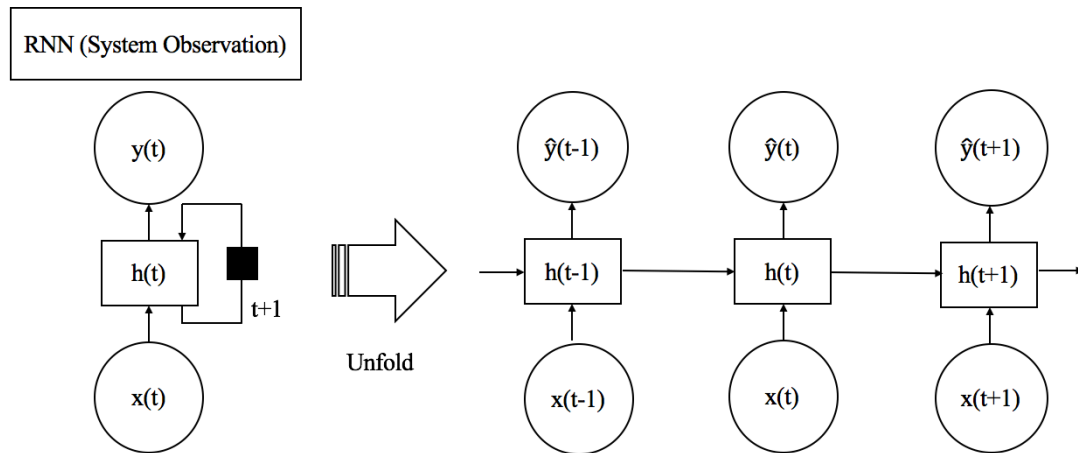 RNN (System Observation)
y(t)
h(t)
t+1
x(t)
Unfold
ŷ(t-1)
ŷ(t)
ŷ(t+1)
h(t-1)
h(t)
h(t+1)
x(t-1)
x(t)
x(t+1)